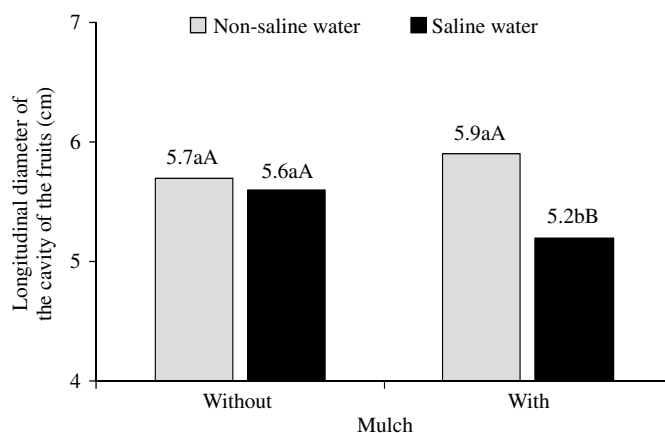 7
Non-saline water
Saline water
Longitudinal diameter of
the cavity of the fruits (cm)
6
5.7aA
5.6aA
5.9aA
5.2bB
5
4
Without
With
Mulch